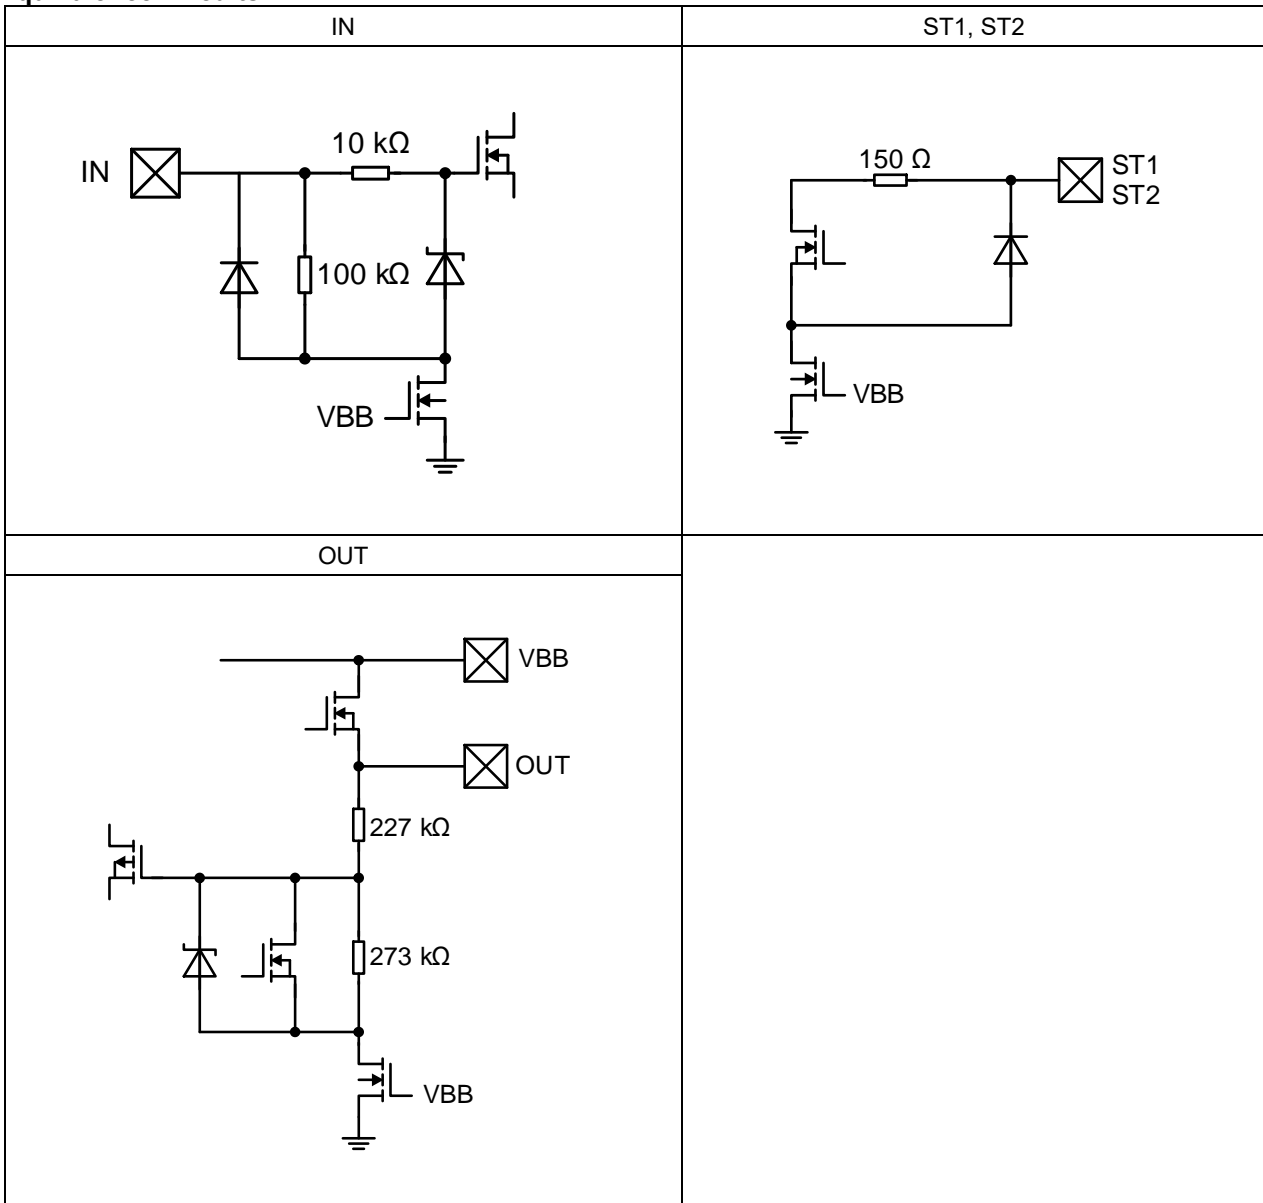 IN
ST1, ST2
IN
10 kΩ
100 kΩ
VBB
150 Ω
ST1
ST2
VBB
OUT
VBB
OUT
227 kΩ
273 kΩ
VBB